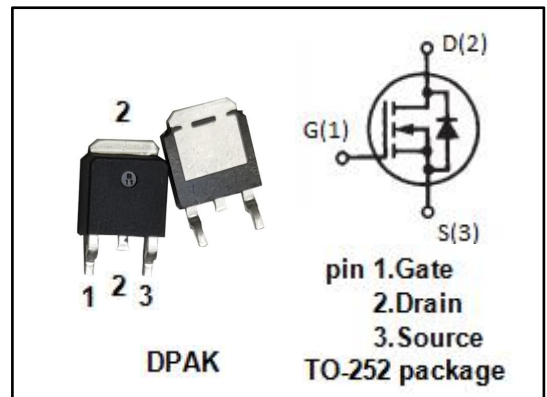 2
1 2 3
DPAK
D(2)
G(1)
S(3)
pin 1.Gate
2.Drain
3.Source
TO-252 package